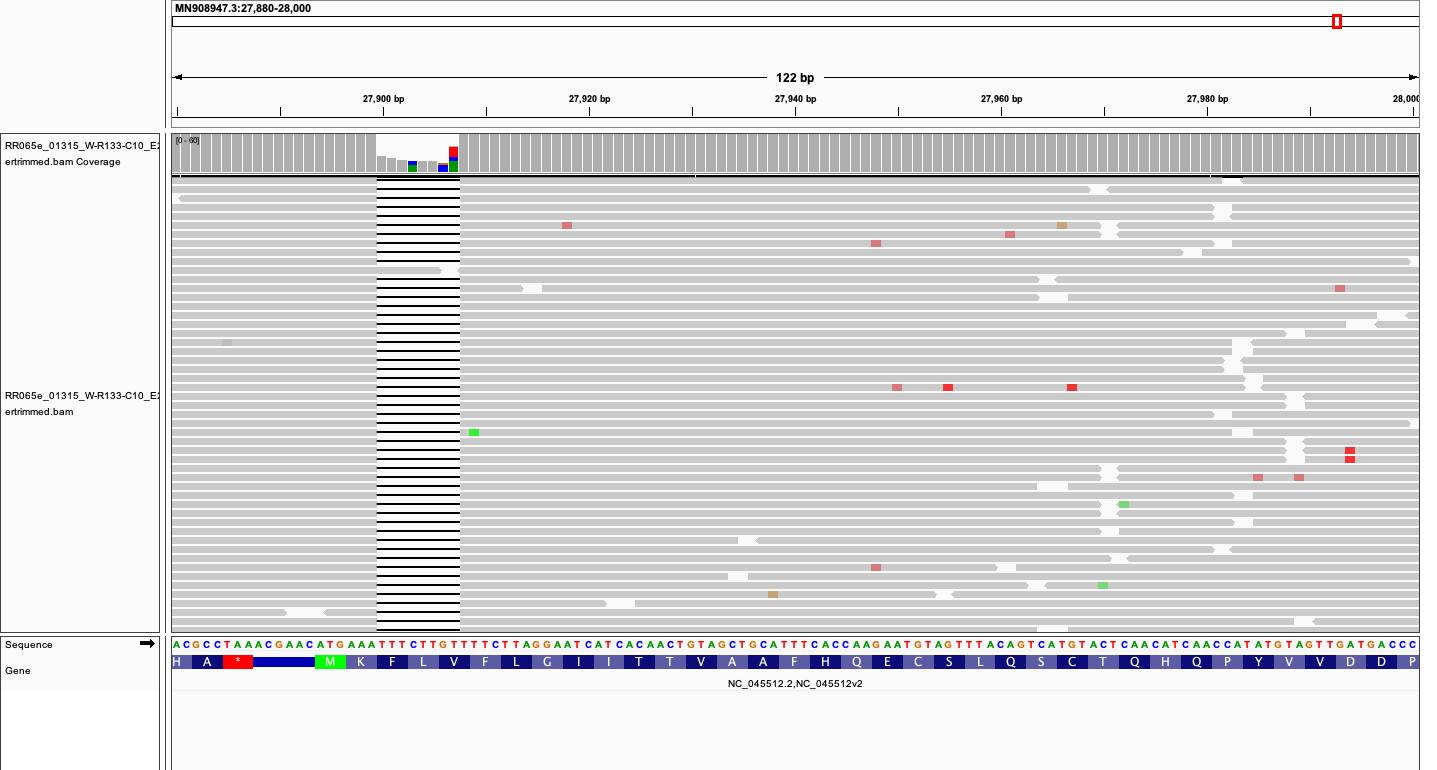 MN908947.3:27,880-28,000
122 bp
27,900 bp 27,920 bp 27,940 bp 27,960 bp 27,980 bp 28,000
RR065e_01315_W-R133-C10_E2
ertrimmed.bam Coverage
[0 - 60]
RR065e_01315_W-R133-C10_E2
ertrimmed.bam
Sequence
ACGCCTAAACGAACATGAAATTTCTTGTTTTCTTAGGAATCATCACAACTGTAGCTGCATTTCACCAAGAATGTAGTTTACAGTCATGTACTCAACATCAACCATATGTAGTTGATGACCC
Gene
H A * M K F L V F L G I I T T V A A F H Q E C S L Q S C T Q H Q P Y V V D D P
NC_045512.2,NC_045512v2